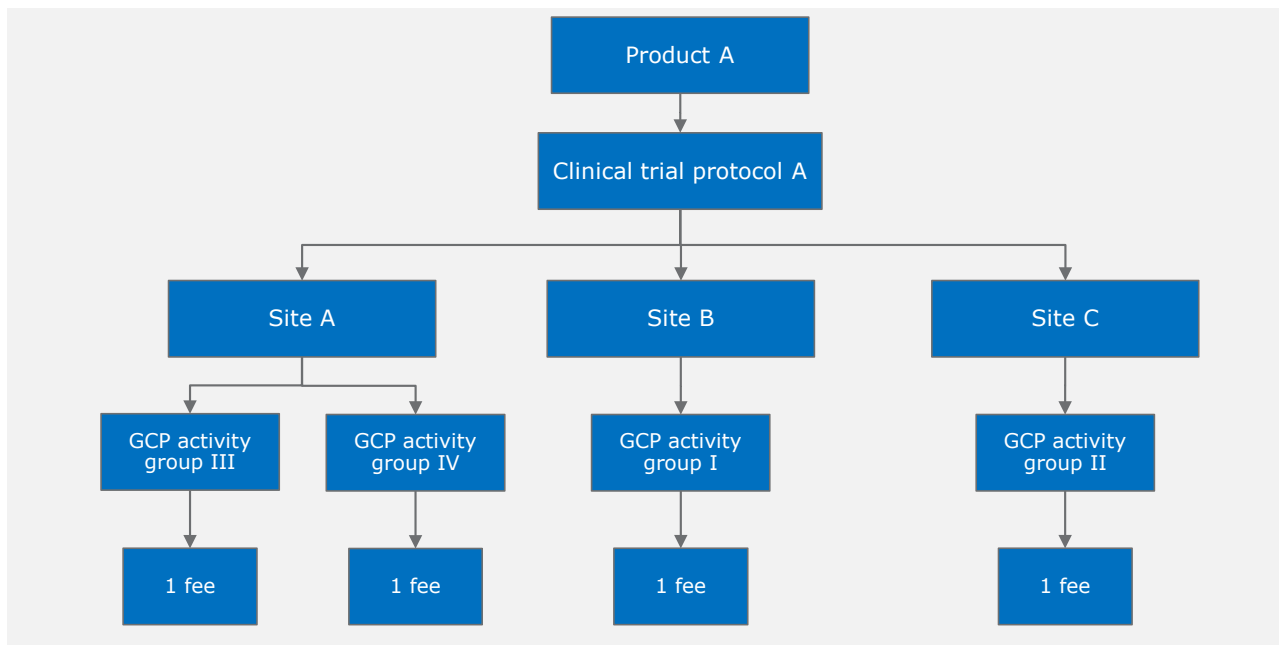 Product A
Clinical trial protocol A
Site A
Site B
Site C
GCP activity
group III
GCP activity
group IV
GCP activity
group I
GCP activity
group II
1 fee
1 fee
1 fee
1 fee